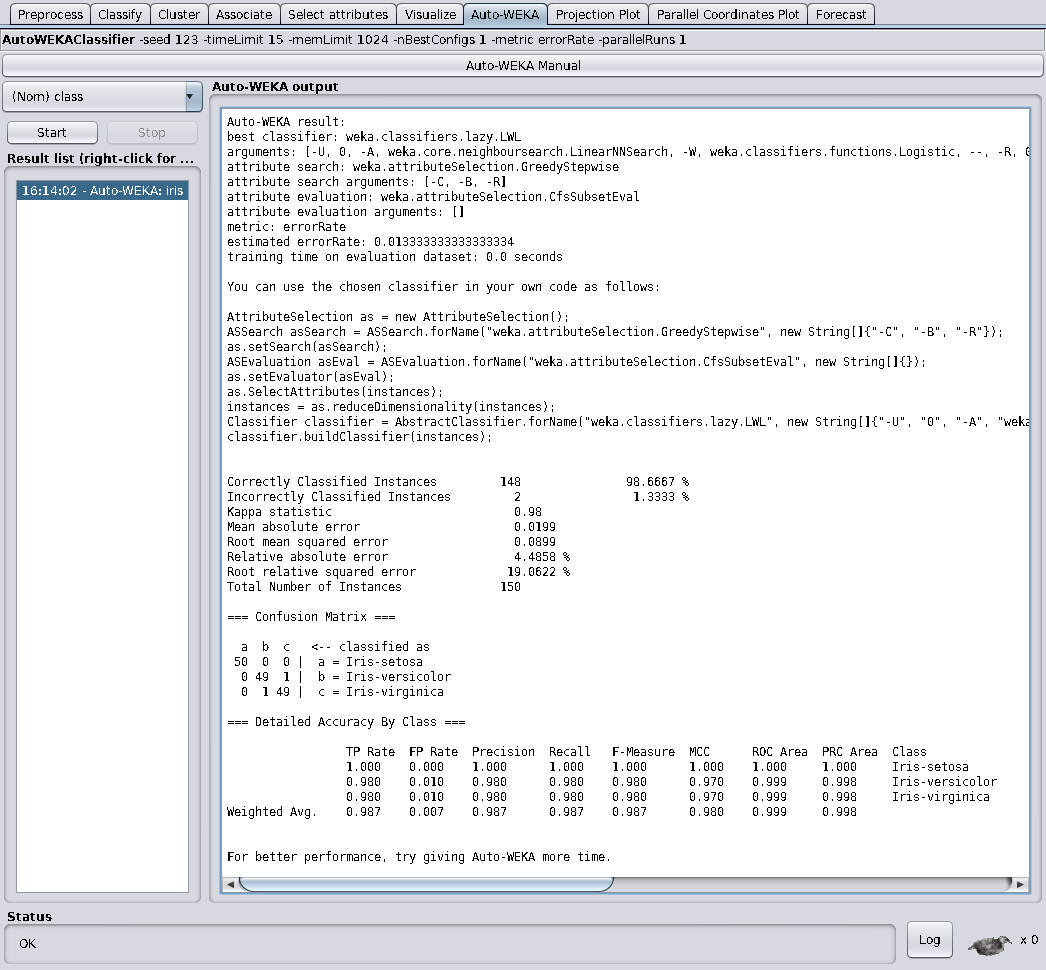 Preprocess Classify Cluster Associate Select attributes Visualize Auto-WEKA Projection Plot Parallel Coordinates Plot Forecast
AutoWEKAClassifier -seed 123 -timeLimit 15 -memLimit 1024 -nBestConfigs 1 -metric errorRate -parallelRuns 1
Auto-WEKA Manual
(Nom) class
Start Stop
Result list (right-click for ...
16:14:02 - Auto-WEKA: iris
Auto-WEKA output
Auto-WEKA result:
best classifier: weka.classifiers.lazy.LWL
arguments: [-U, 0, -A, weka.core.neighboursearch.LinearNNSearch, -W, weka.classifiers.functions.Logistic, --, -R,
attribute search: weka.attributeSelection.GreedyStepwise
attribute search arguments: [-C, -B, -R]
attribute evaluation: weka.attributeSelection.CfsSubsetEval
attribute evaluation arguments: []
metric: errorRate
estimated errorRate: 0.013333333333333334
training time on evaluation dataset: 0.0 seconds
You can use the chosen classifier in your own code as follows:
AttributeSelection as = new AttributeSelection();
ASSearch asSearch = ASSearch.forName("weka.attributeSelection.GreedyStepwise", new String[]{"-C", "-B", "-R"});
as.setSearch(asSearch);
ASEvaluation asEval = ASEvaluation.forName("weka.attributeSelection.CfsSubsetEval", new String[]{});
as.setEvaluator(asEval);
as.SelectAttributes(instances);
instances = as.reduceDimensionality(instances);
Classifier classifier = AbstractClassifier.forName("weka.classifiers.lazy.LWL", new String[]{"-U", "0", "-A", "weka
classifier.buildClassifier(instances);
Correctly Classified Instances 148 98.6667 %
Incorrectly Classified Instances 2 1.3333 %
Kappa statistic 0.98
Mean absolute error 0.0199
Root mean squared error 0.0899
Relative absolute error 4.4858 %
Root relative squared error 19.0622 %
Total Number of Instances 150
=== Confusion Matrix ===
a b c <-- classified as
50 0 0 | a = Iris-setosa
0 49 1 | b = Iris-versicolor
0 1 49 | c = Iris-virginica
=== Detailed Accuracy By Class ===
TP Rate FP Rate Precision Recall F-Measure MCC ROC Area PRC Area Class
1.000 0.000 1.000 1.000 1.000 1.000 1.000 1.000 Iris-setosa
0.980 0.010 0.980 0.980 0.980 0.970 0.999 0.998 Iris-versicolor
0.980 0.010 0.980 0.980 0.980 0.970 0.999 0.998 Iris-virginica
Weighted Avg. 0.987 0.007 0.987 0.987 0.987 0.980 0.999 0.998
For better performance, try giving Auto-WEKA more time.
Status
OK
Log
x 0